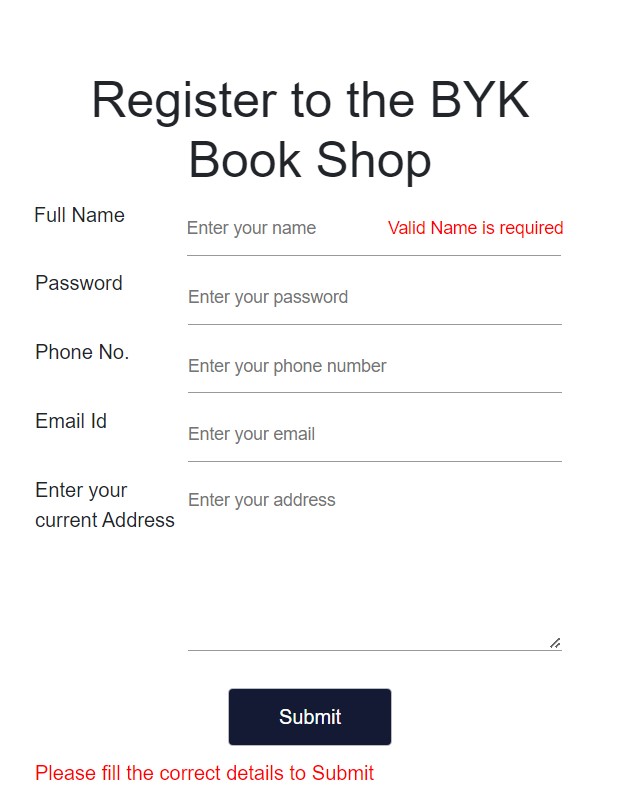 Register to the BYK
Book Shop
Full Name
Enter your name
Valid Name is required
Password
Enter your password
Phone No.
Enter your phone number
Email Id
Enter your email
Enter your
current Address
Enter your address
Submit
Please fill the correct details to Submit